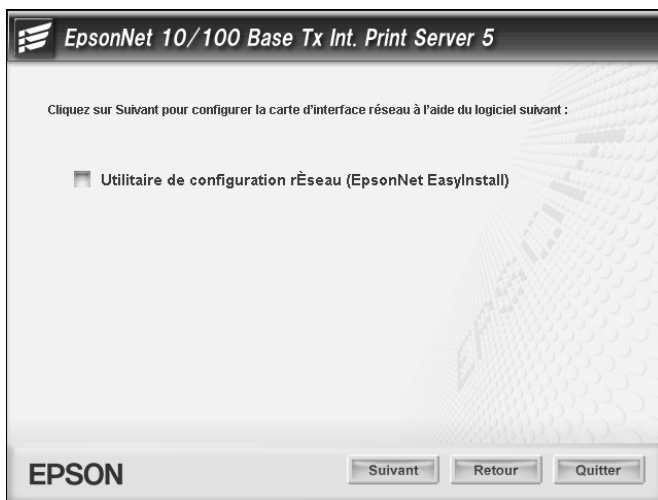 EpsonNet 10/100 Base Tx Int. Print Server 5
Cliquez sur Suivant pour configurer la carte d'interface réseau à l'aide du logiciel suivant :
Utilitaire de configuration rÈseau (EpsonNet EasyInstall)
EPSON
EPSON
Suivant
Retour
Quitter